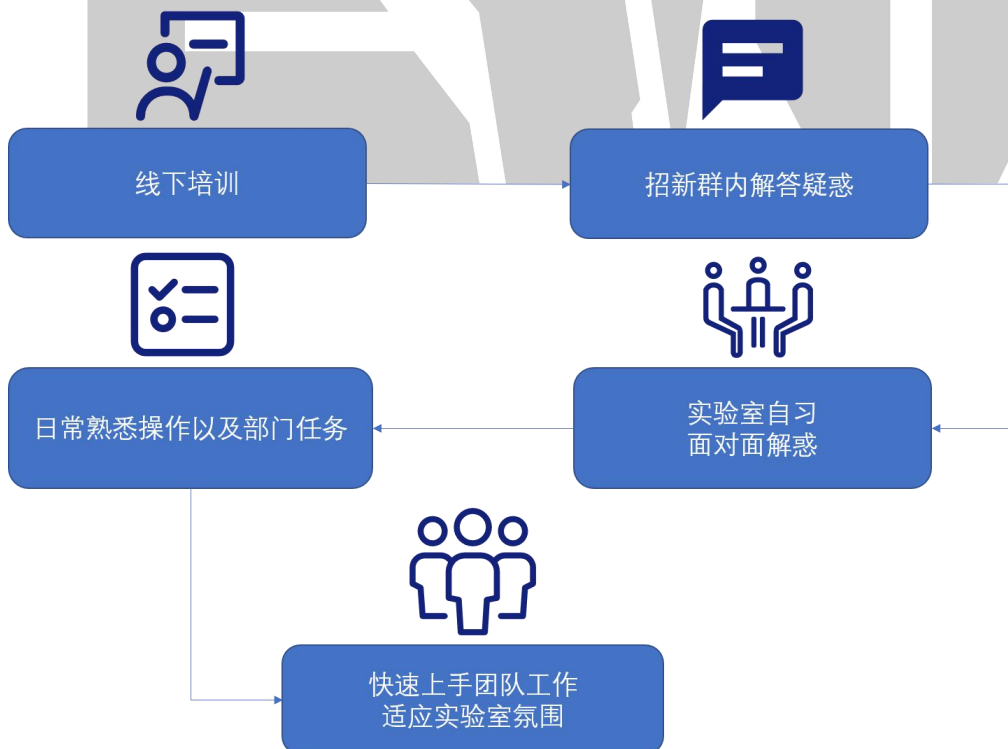 线下培训
招新群内解答疑惑
实验室自习
面对面解惑
日常熟悉操作以及部门任务
快速上手团队工作
适应实验室氛围